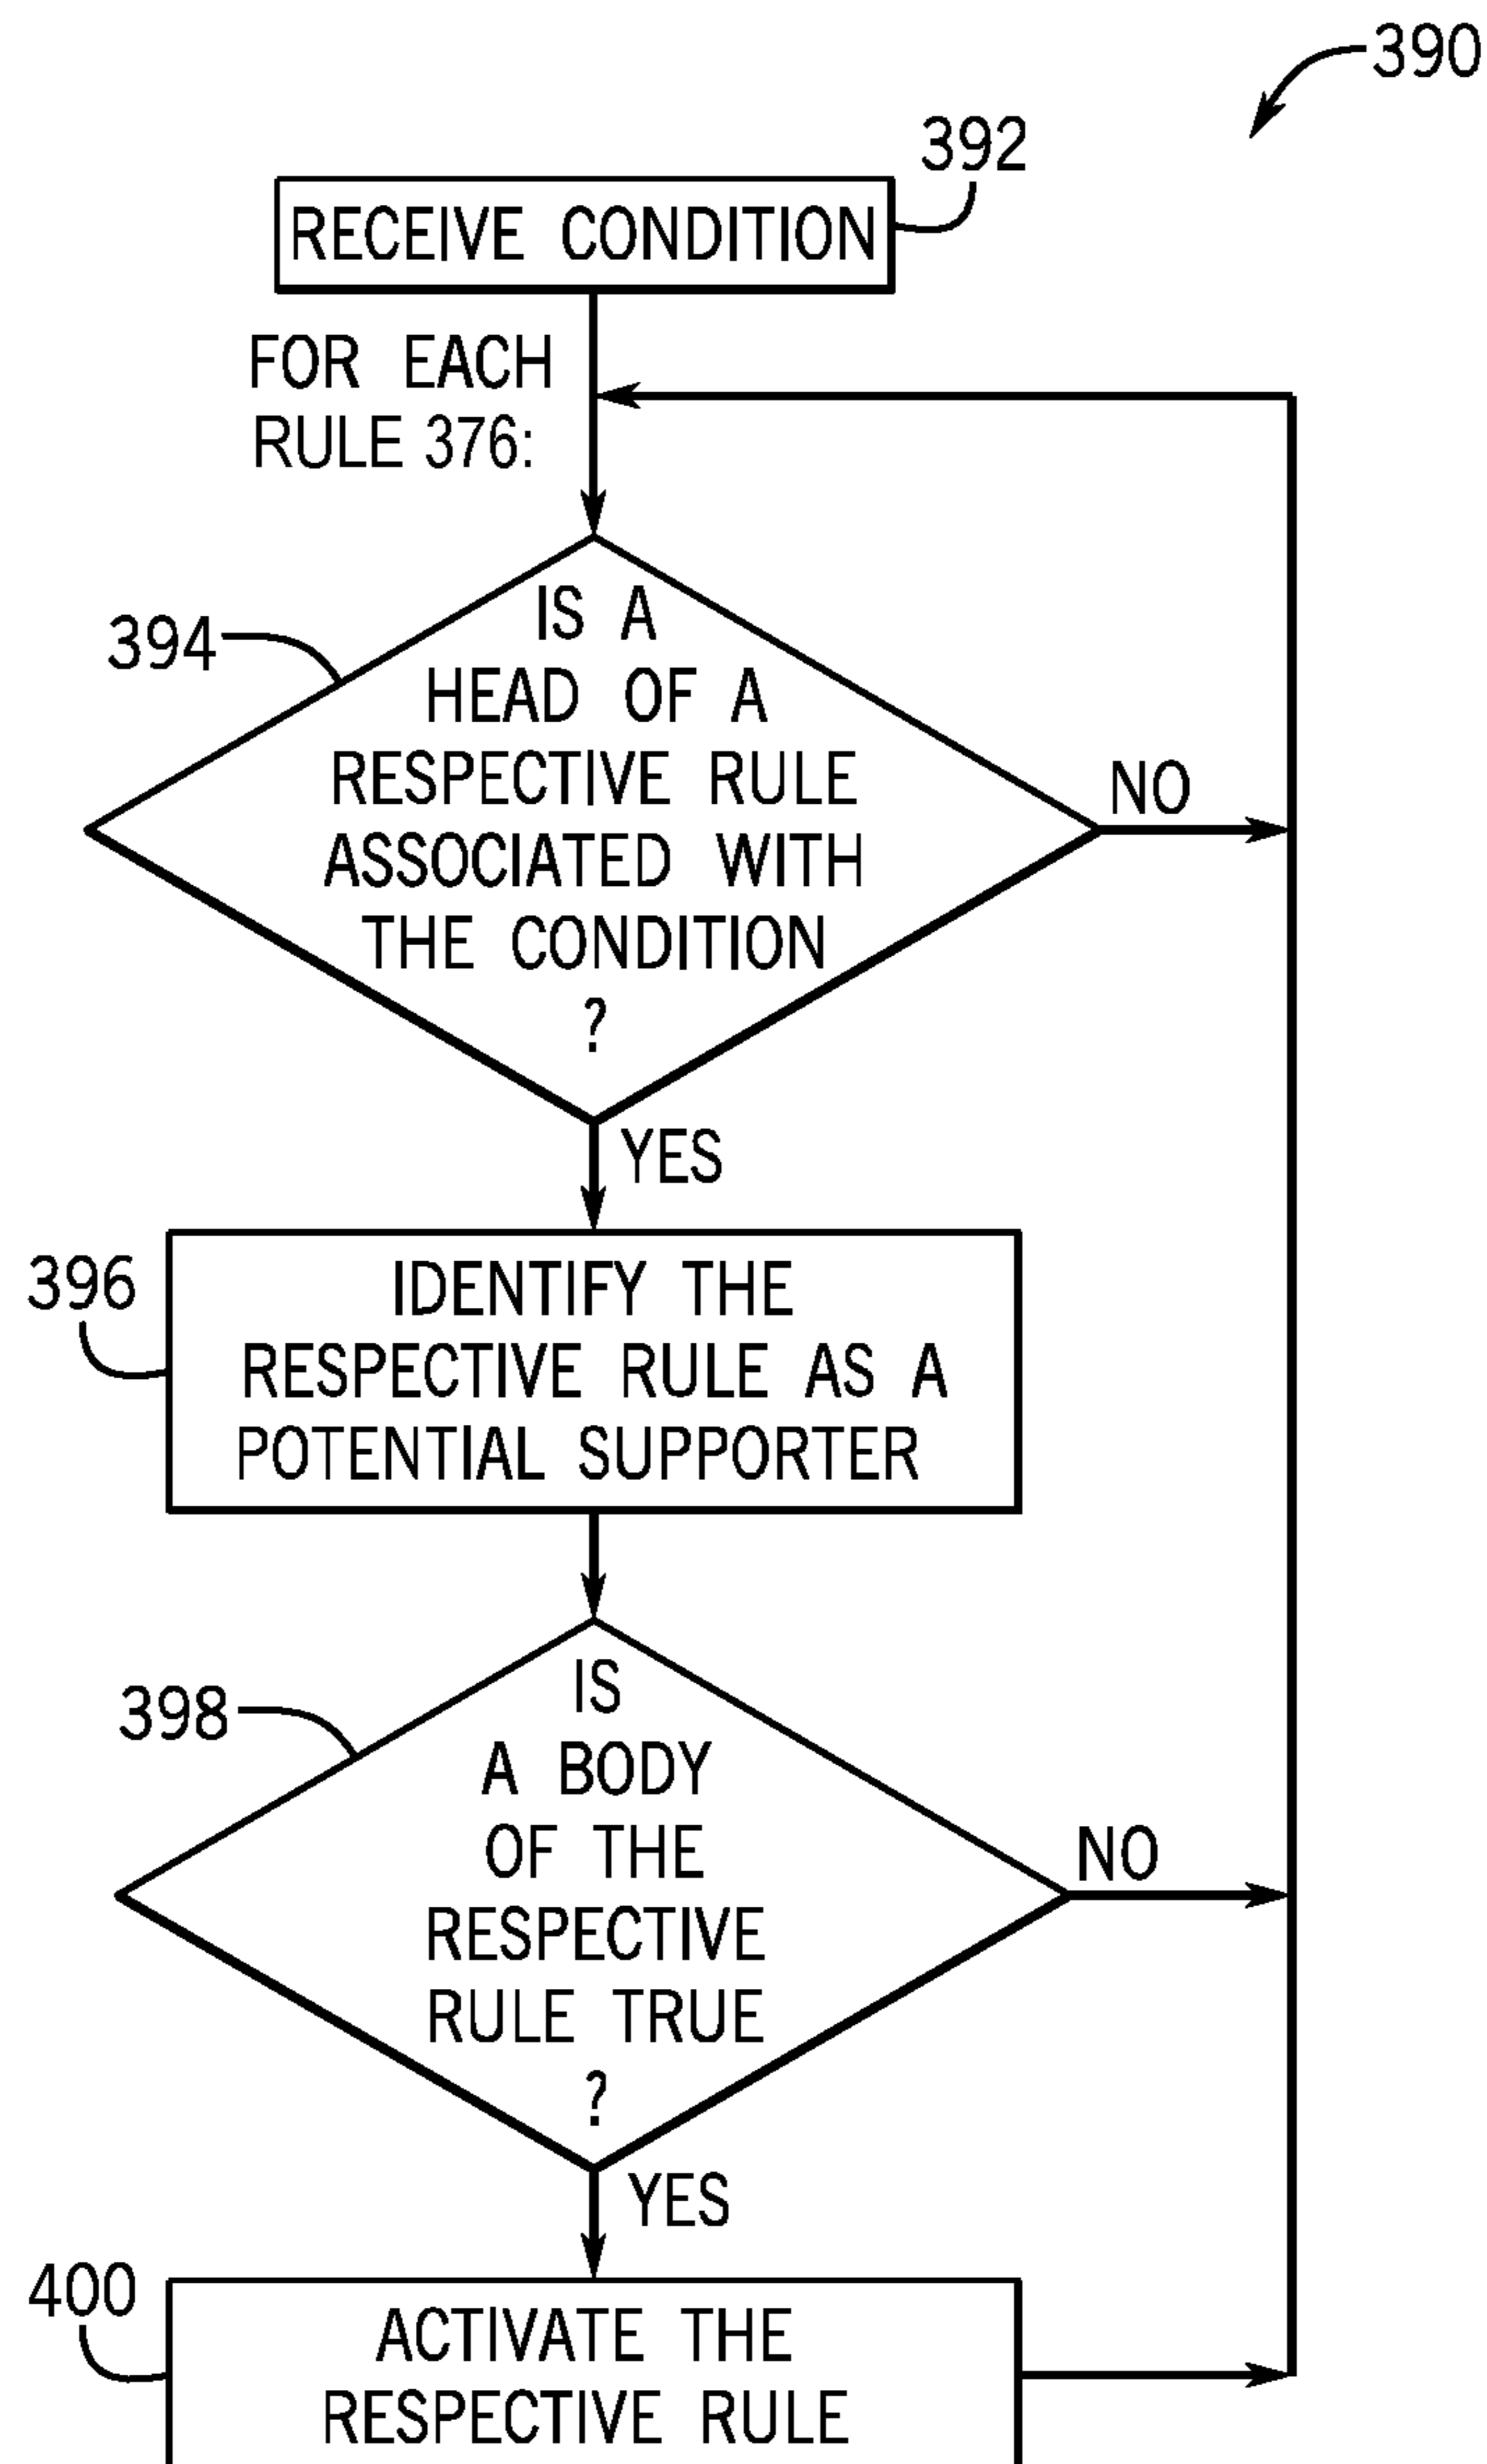 390
392
RECEIVE CONDITION
FOR EACH
RULE 376:
394
IS A
HEAD OF A
RESPECTIVE RULE
ASSOCIATED WITH
THE CONDITION
?
NO
YES
396
IDENTIFY THE
RESPECTIVE RULE AS A
POTENTIAL SUPPORTER
398
IS
A BODY
OF THE
RESPECTIVE
RULE TRUE
?
NO
YES
400
ACTIVATE THE
RESPECTIVE RULE